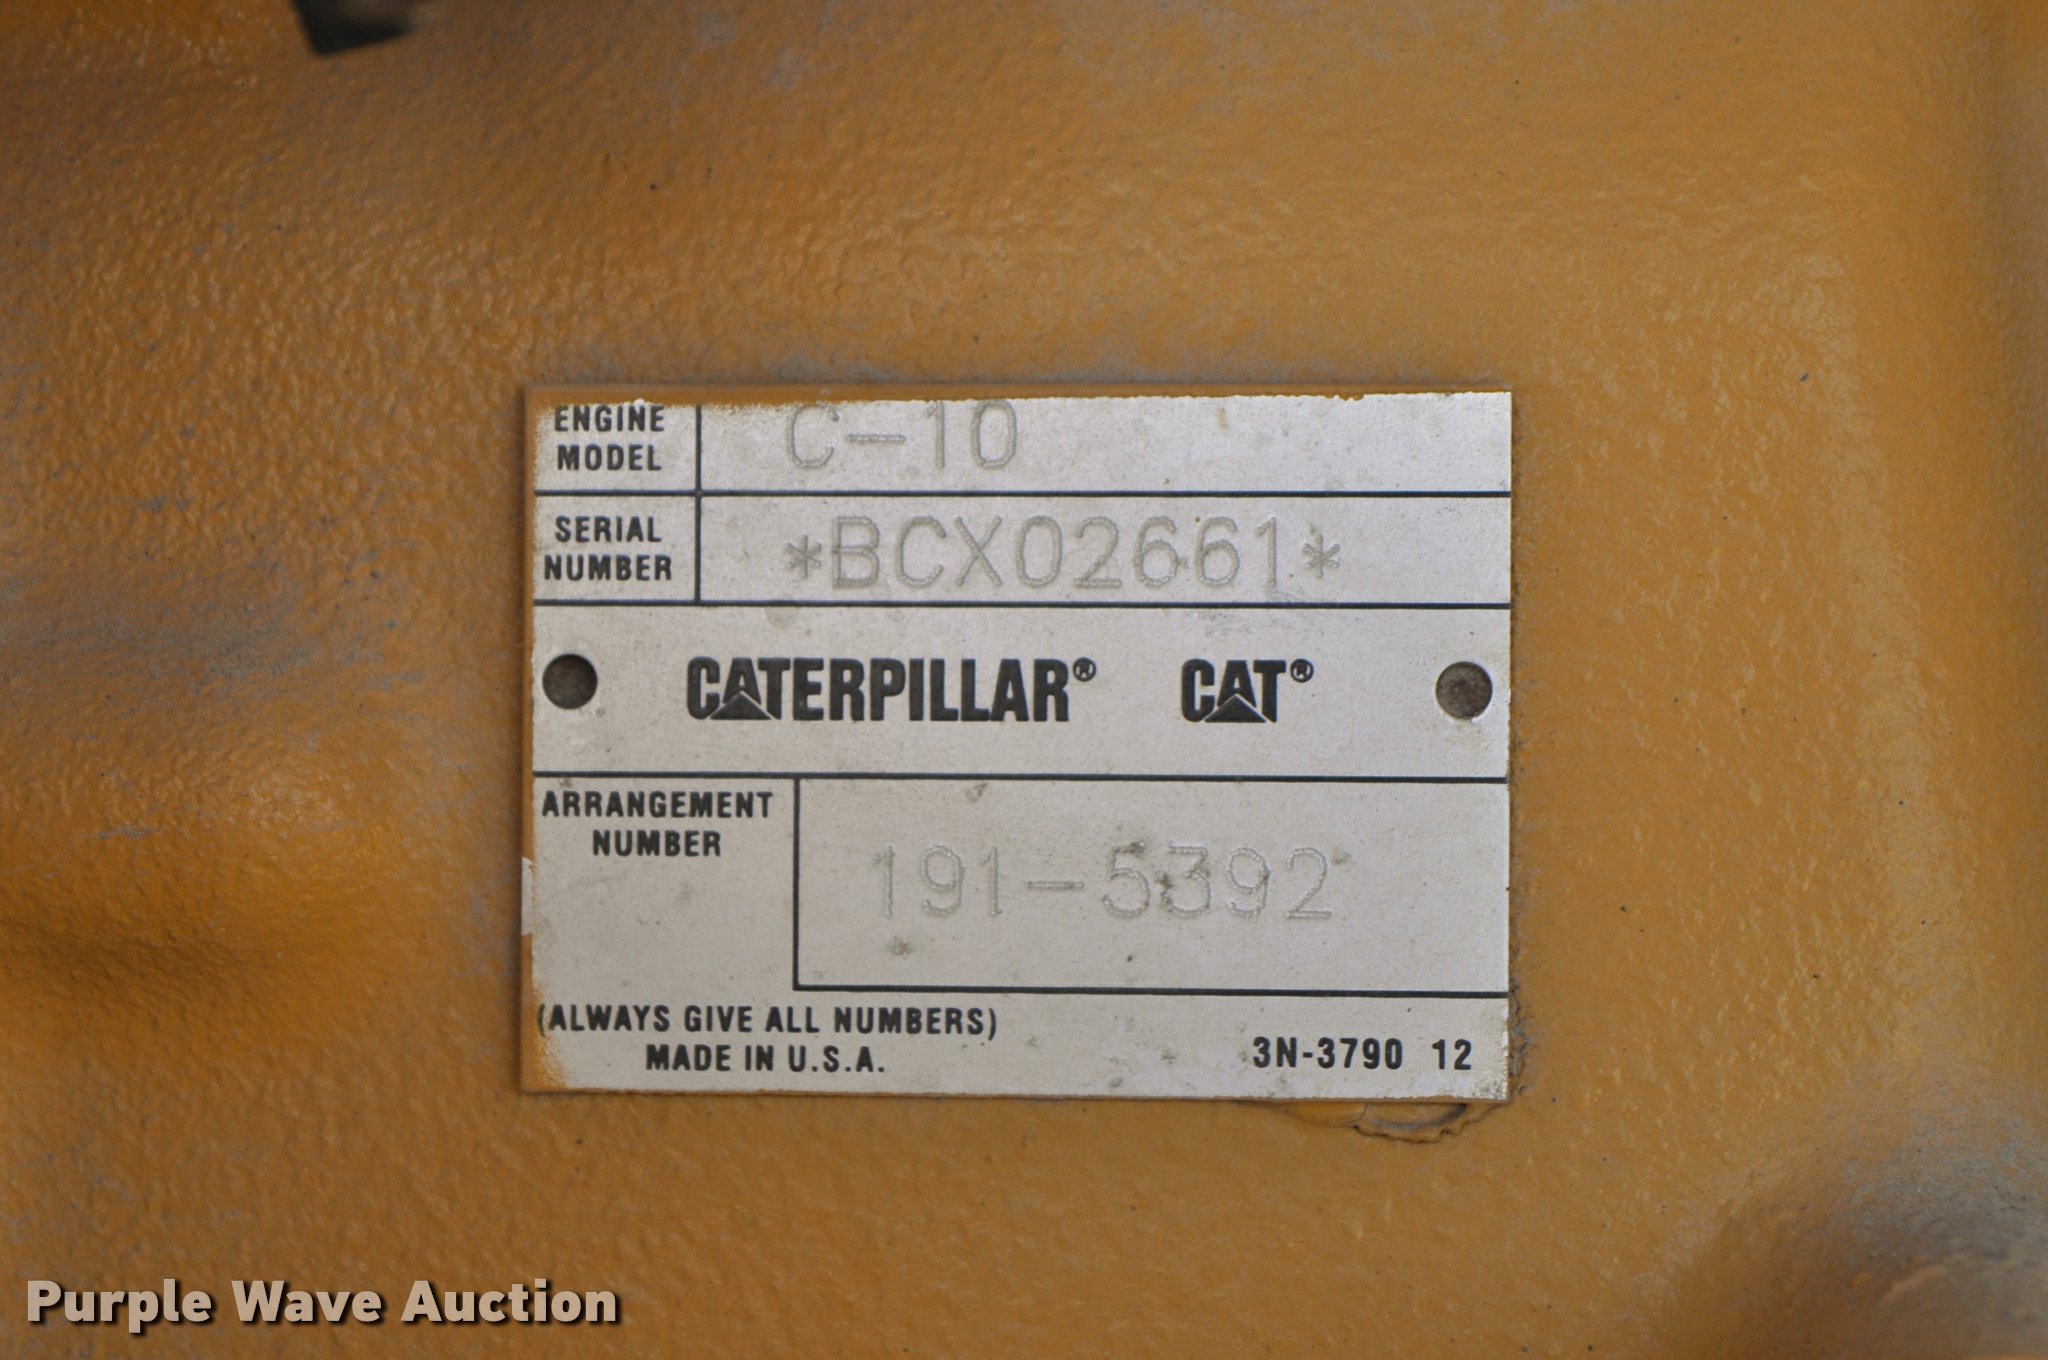 ENGINE MODEL C-10
SERIAL NUMBER *BCX02661*
CATERPILLAR® CAT®
ARRANGEMENT NUMBER 191-5392
(ALWAYS GIVE ALL NUMBERS)
MADE IN U.S.A. 3N-3790 12
Purple Wave Auction